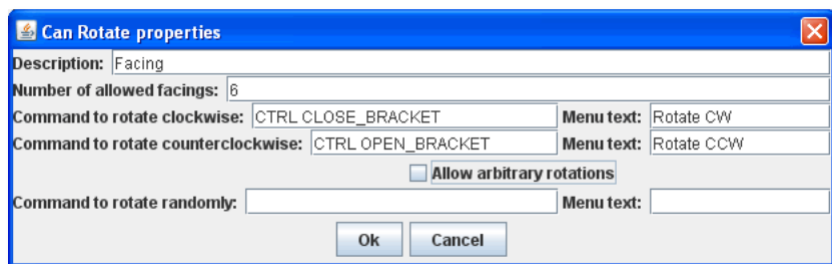 Can Rotate properties
Description: Facing
Number of allowed facings: 6
Command to rotate clockwise: CTRL CLOSE_BRACKET Menu text: Rotate CW
Command to rotate counterclockwise: CTRL OPEN_BRACKET Menu text: Rotate CCW
Allow arbitrary rotations
Command to rotate randomly: Menu text:
Ok Cancel